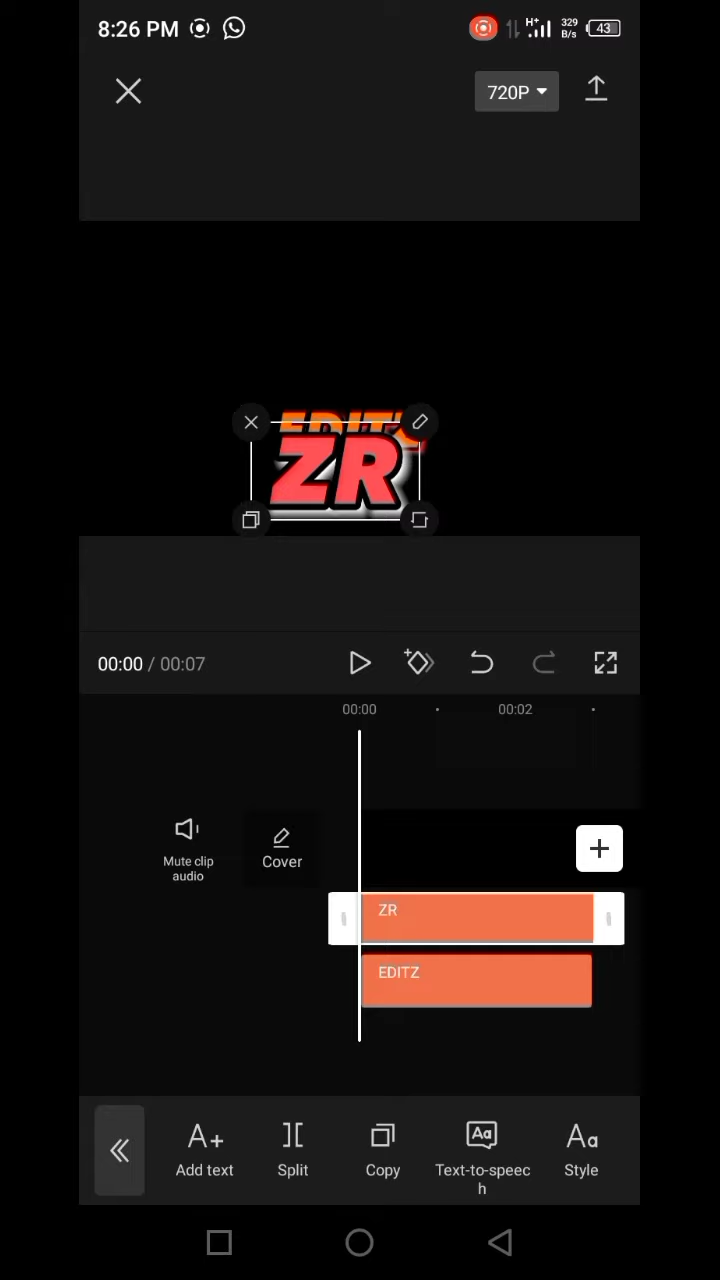 8:26 PM
H+
329
B/s
43
720P
EDITZ
ZR
00:00 / 00:07
00:00
00:02
Mute clip
audio
Cover
ZR
EDITZ
Add text
Split
Copy
Text-to-speec
h
Style